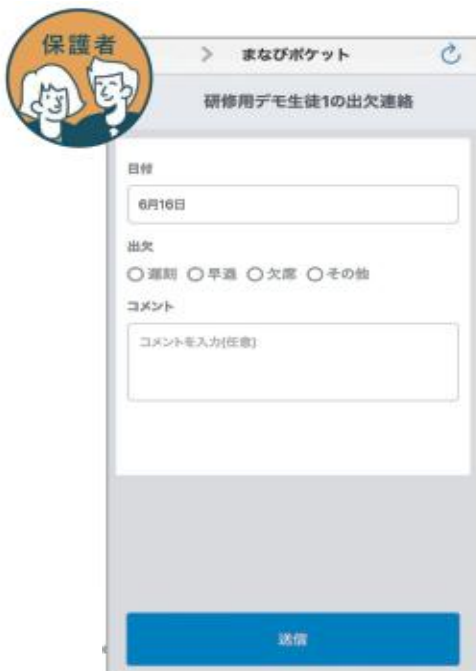 保護者
まなびポケット
研修用デモ生徒1の出欠連絡
日付
6月16日
出欠
遅刻 早退 欠席 その他
コメント
コメントを入力(任意)
送信